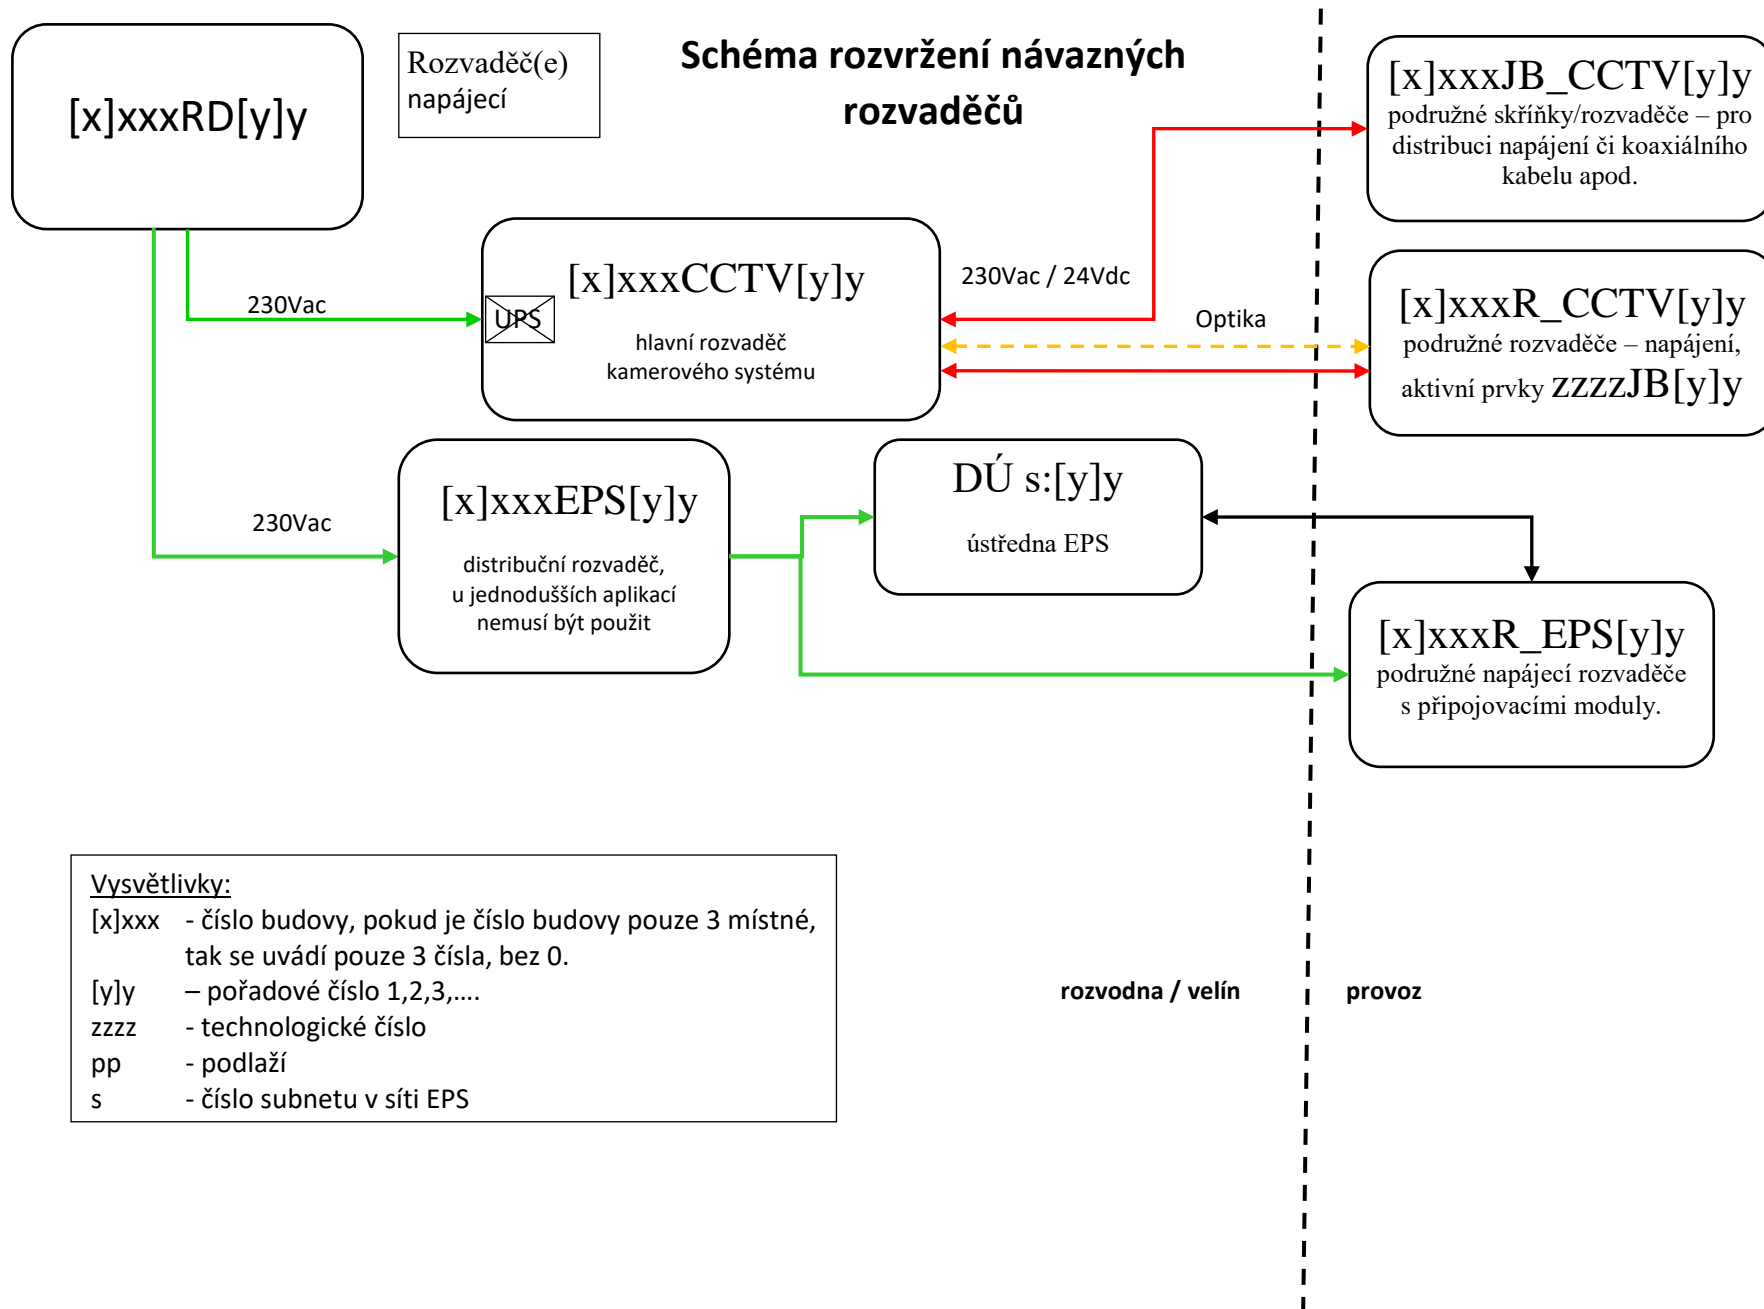 Schéma rozvržení návazných
rozvaděčů
[x]xxxRD[y]y
Rozvaděč(e)
napájecí
[x]xxxJB_CCTV[y]y
podružné skříňky/rozvaděče – pro
distribuci napájení či koaxiálního
kabelu apod.
230Vac
UPS
[x]xxxCCTV[y]y
hlavní rozvaděč
kamerového systému
230Vac / 24Vdc
Optika
[x]xxxR_CCTV[y]y
podružné rozvaděče – napájení,
aktivní prvky zzzzJB[y]y
230Vac
[x]xxxEPS[y]y
distribuční rozvaděč,
u jednodušších aplikací
nemusí být použit
DÚ s:[y]y
ústředna EPS
[x]xxxR_EPS[y]y
podružné napájecí rozvaděče
s připojovacími moduly.
Vysvětlivky:
[x]xxx - číslo budovy, pokud je číslo budovy pouze 3 místné,
tak se uvádí pouze 3 čísla, bez 0.
[y]y – pořadové číslo 1,2,3,....
zzzz - technologické číslo
pp - podlaží
s - číslo subnetu v síti EPS
rozvodna / velín
provoz